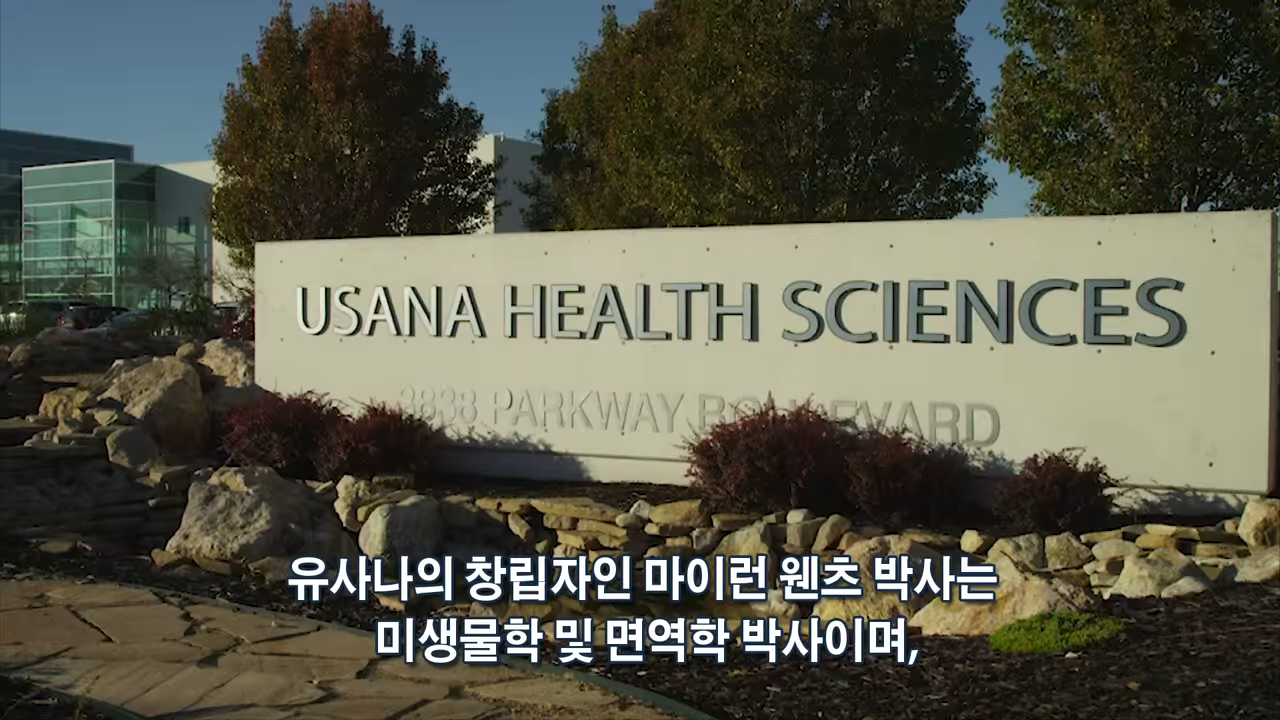 USANA HEALTH SCIENCES
3838 PARKWAY BOULEVARD
유사나의 창립자인 마이런 웬츠 박사는
미생물학 및 면역학 박사이며,